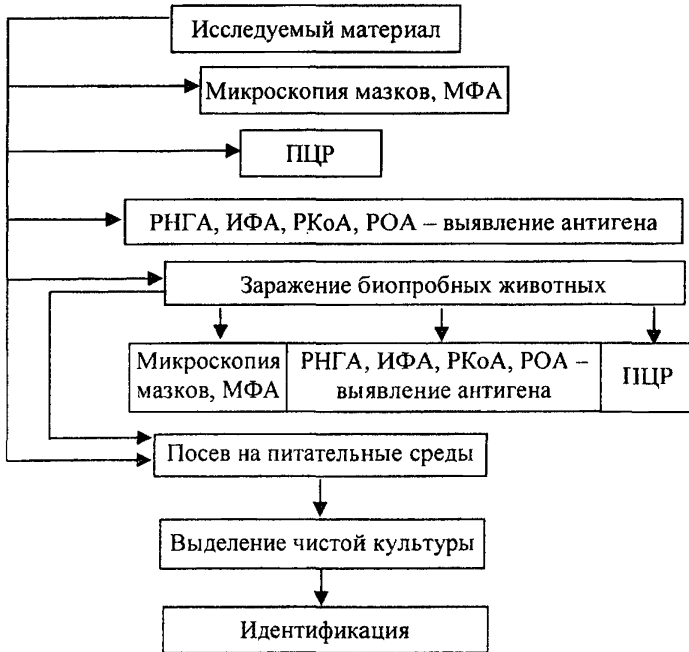 Исследуемый материал
Микроскопия мазков, МФА
ПЦР
РНГА, ИФА, РКоА, РОА – выявление антигена
Заражение биопробных животных
Микроскопия
мазков, МФА
РНГА, ИФА, РКоА, РОА –
выявление антигена
ПЦР
Посев на питательные среды
Выделение чистой культуры
Идентификация